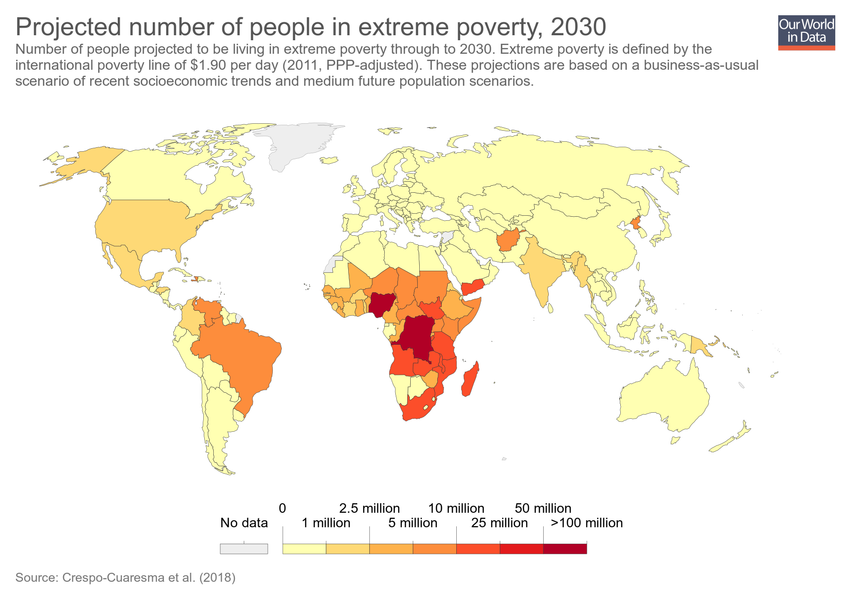 Projected number of people in extreme poverty, 2030
Our World
in Data
Number of people projected to be living in extreme poverty through to 2030. Extreme poverty is defined by the
international poverty line of $1.90 per day (2011, PPP-adjusted). These projections are based on a business-as-usual
scenario of recent socioeconomic trends and medium future population scenarios.
0 2.5 million 10 million 50 million
No data 1 million 5 million 25 million >100 million
Source: Crespo-Cuaresma et al. (2018)